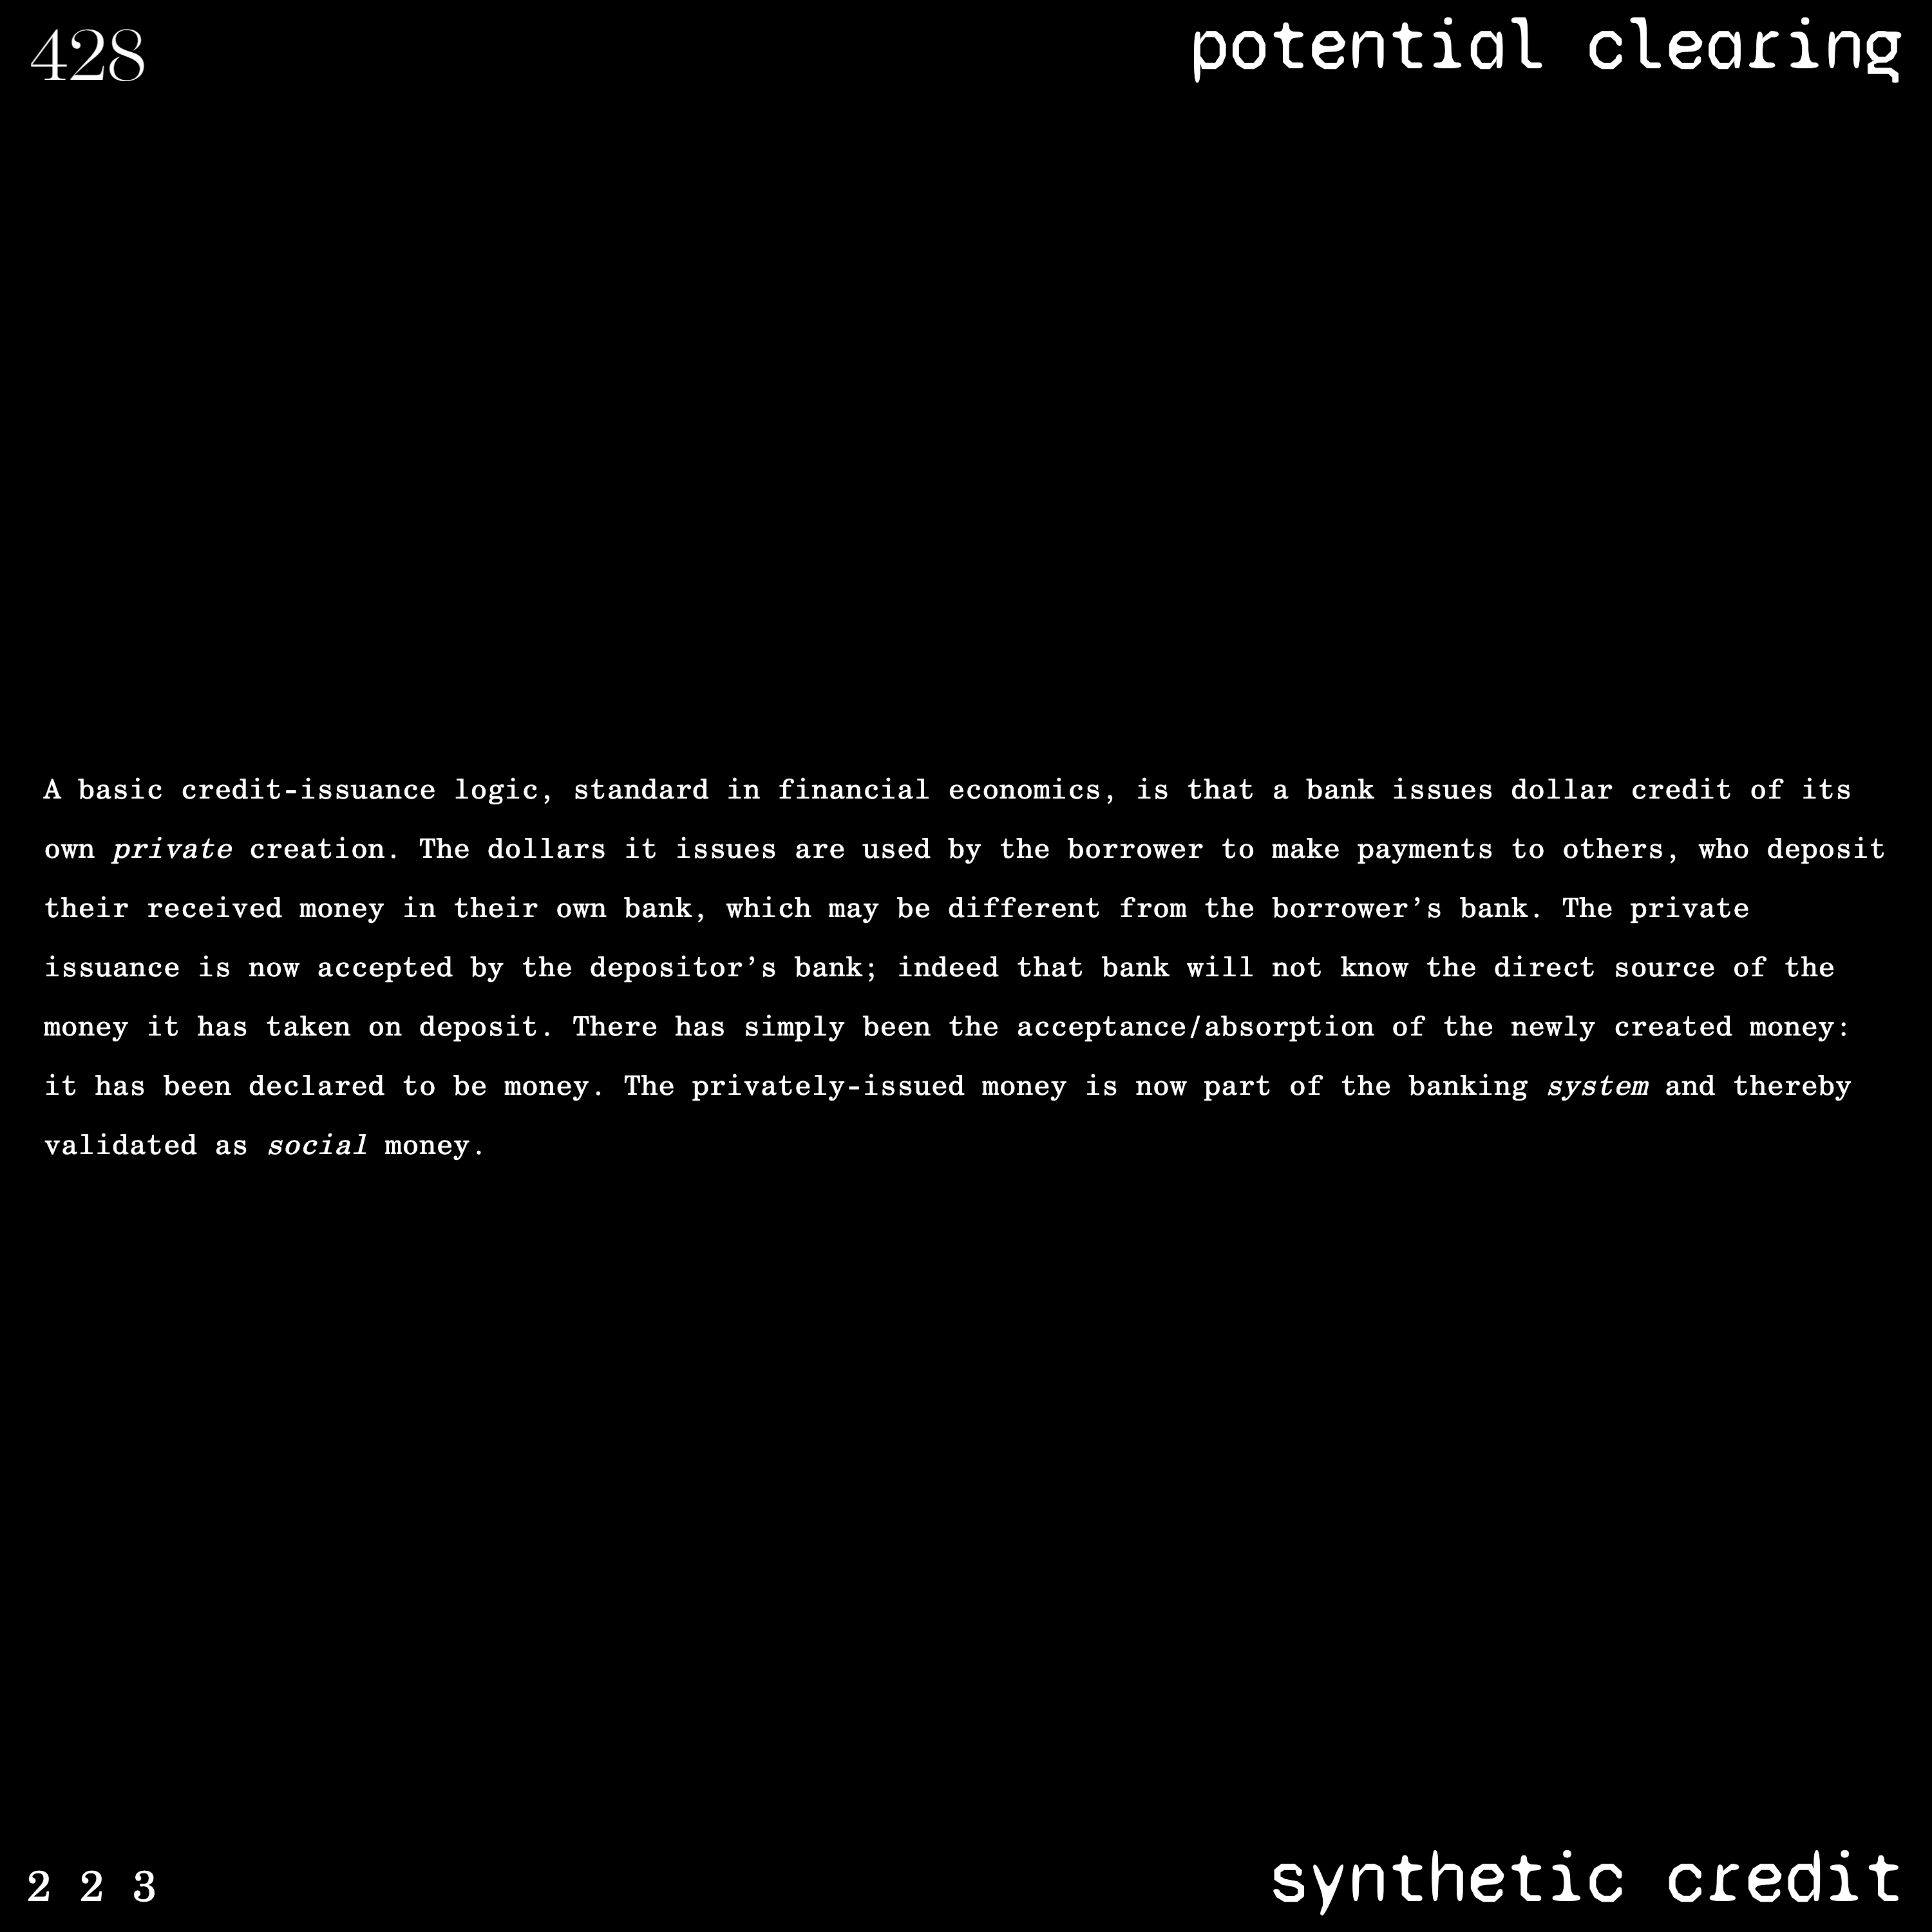 428
potential clearing
A basic credit-issuance logic, standard in financial economics, is that a bank issues dollar credit of its
own private creation. The dollars it issues are used by the borrower to make payments to others, who deposit
their received money in their own bank, which may be different from the borrower’s bank. The private
issuance is now accepted by the depositor’s bank; indeed that bank will not know the direct source of the
money it has taken on deposit. There has simply been the acceptance/absorption of the newly created money:
it has been declared to be money. The privately-issued money is now part of the banking system and thereby
validated as social money.
2 2 3
synthetic credit